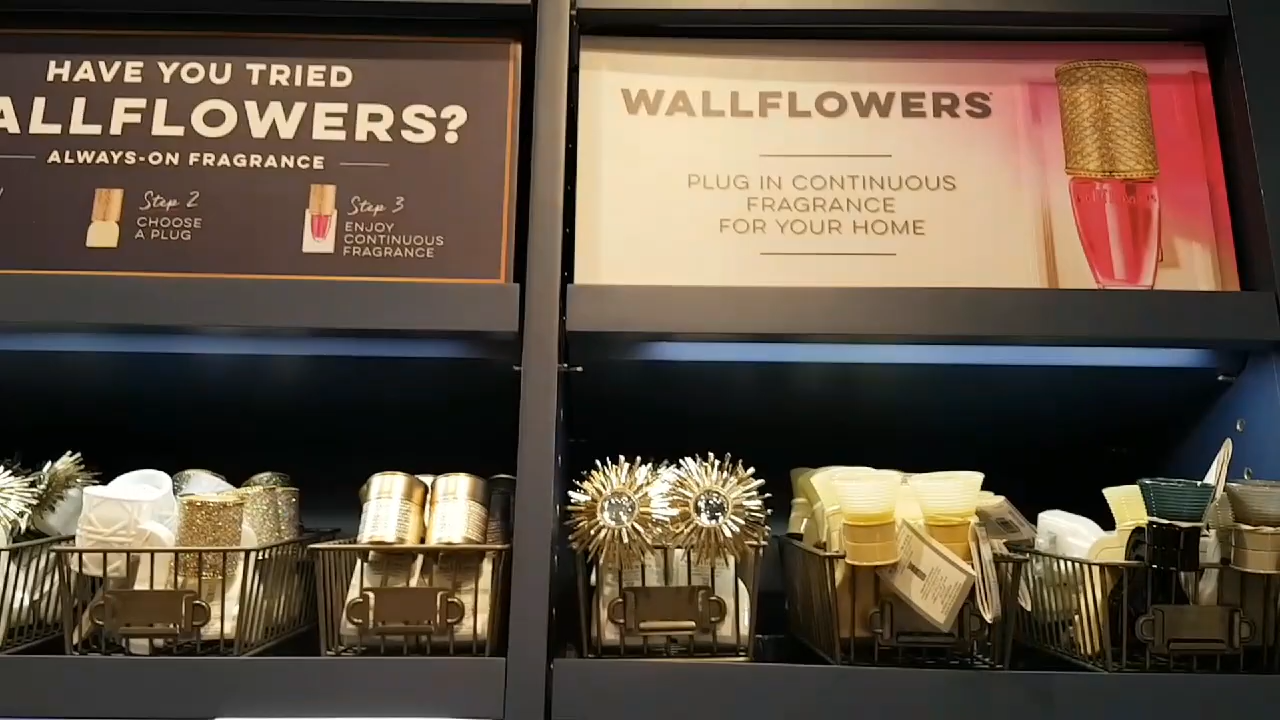 HAVE YOU TRIED
ALLFLOWERS?
ALWAYS-ON FRAGRANCE
Step 2
CHOOSE
A PLUG
Step 3
ENJOY
CONTINUOUS
FRAGRANCE
WALLFLOWERS
PLUG IN CONTINUOUS
FRAGRANCE
FOR YOUR HOME